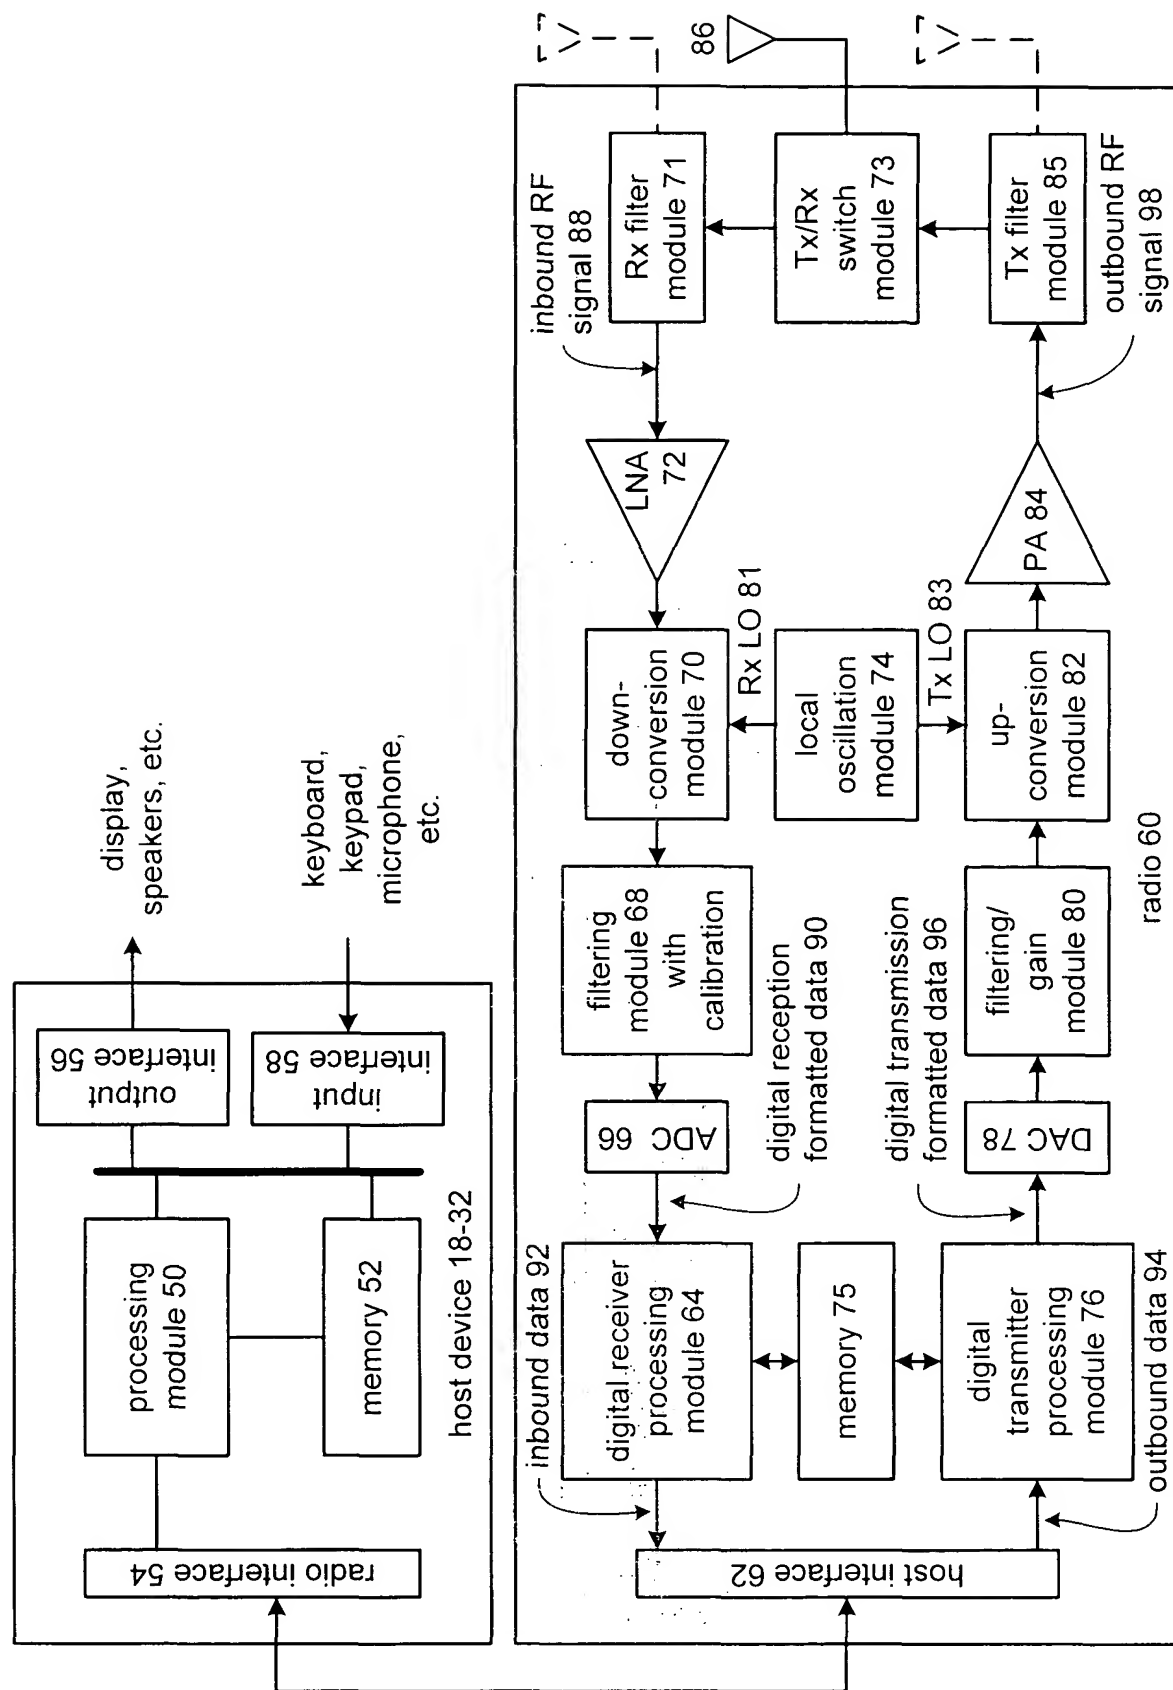 radio interface 54
processing
module 50
memory 52
output
interface 56
input
interface 58
display,
speakers, etc.
keyboard,
keypad,
microphone,
etc.
host device 18-32
host interface 62
inbound data 92
digital receiver
processing
module 64
memory 75
digital
transmitter
processing
module 76
outbound data 94
ADC 66
digital reception
formatted data 90
digital transmission
formatted data 96
DAC 78
filtering
module 68
with
calibration
filtering/
gain
module 80
down-
conversion
module 70
Rx LO 81
local
oscillation
module 74
Tx LO 83
up-
conversion
module 82
radio 60
LNA
72
PA 84
inbound RF
signal 88
Rx filter
module 71
Tx/Rx
switch
module 73
Tx filter
module 85
outbound RF
signal 98
86